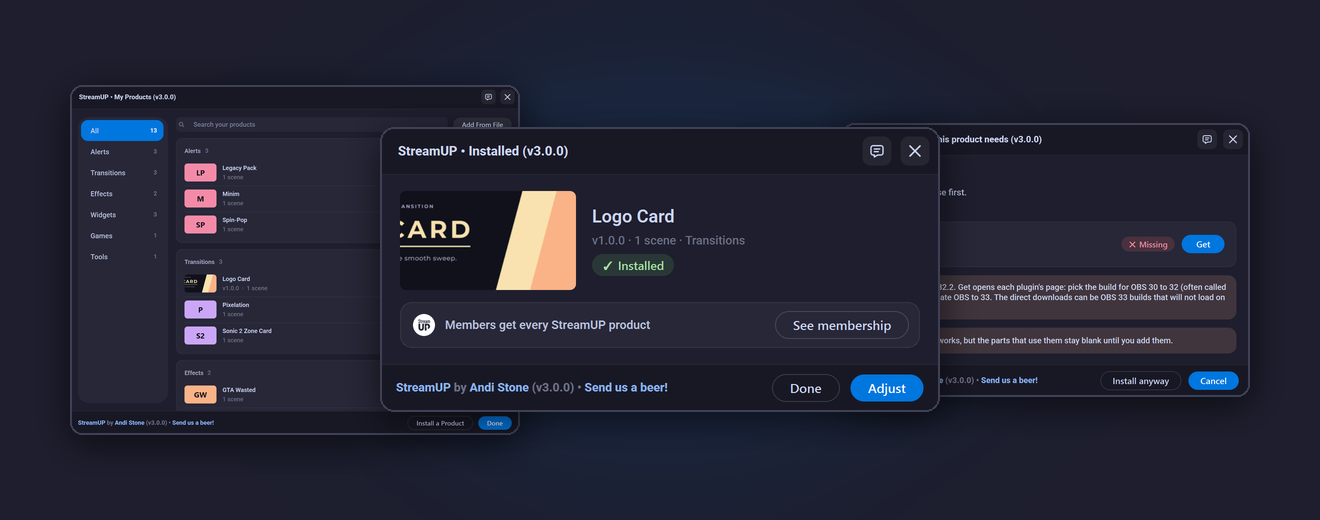 StreamUP • My Products (v3.0.0)
All 13
Alerts 3
Transitions 3
Effects 2
Widgets 3
Games 1
Tools 1
Search your products
Add From File
Alerts 3
LP
Legacy Pack
1 scene
M
Minim
1 scene
SP
Spin-Pop
1 scene
Transitions 3
CARD
Logo Card
v1.0.0 · 1 scene
P
Pixelation
1 scene
S2
Sonic 2 Zone Card
1 scene
Effects 2
GW
GTA Wasted
1 scene
StreamUP by Andi Stone (v3.0.0) • Send us a beer!
Install a Product
Done
StreamUP • Installed (v3.0.0)
ANSITION
CARD
e smooth sweep.
Logo Card
v1.0.0 · 1 scene · Transitions
✓ Installed
Stream UP
Members get every StreamUP product
See membership
StreamUP by Andi Stone (v3.0.0) • Send us a beer!
Done
Adjust
his product needs (v3.0.0)
se first.
Missing
Get
32.2. Get opens each plugin's page: pick the build for OBS 30 to 32 (often called
ate OBS to 33. The direct downloads can be OBS 33 builds that will not load on
works, but the parts that use them stay blank until you add them.
e (v3.0.0) • Send us a beer!
Install anyway
Cancel